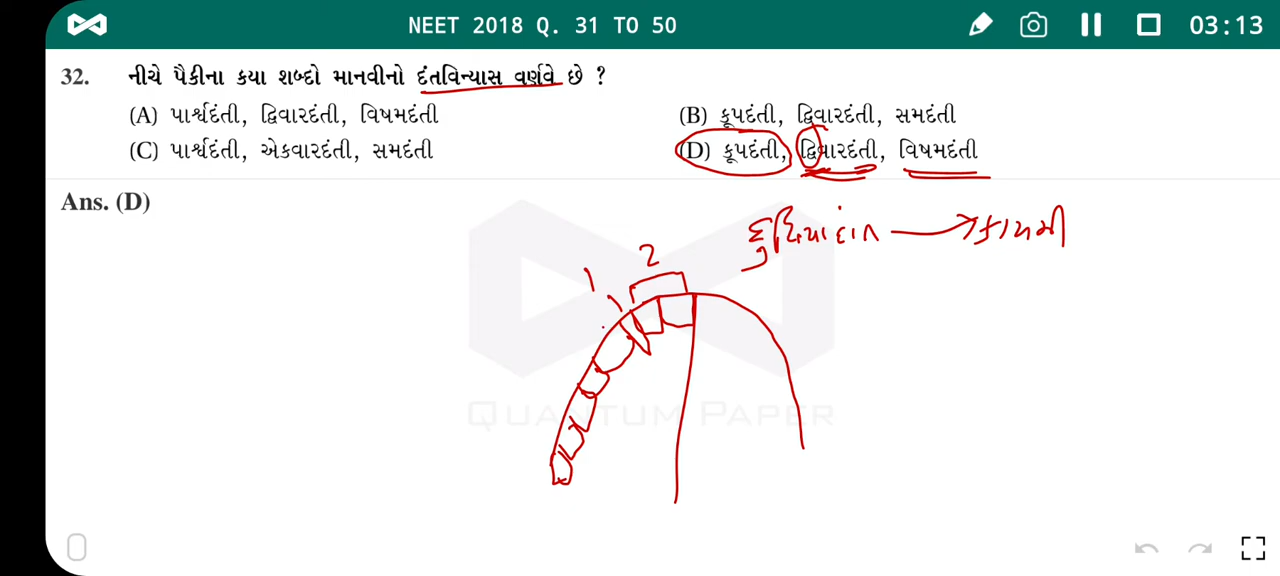 NEET 2018 Q. 31 TO 50 03:13
32. નીચે પૈકીના કયા શબ્દો માનવીનો દંતવિન્યાસ વર્ણવે છે ?
(A) પાર્શ્વદંતી, દ્વિવારદંતી, વિષમદંતી (B) કૂપદંતી, દ્વિવારદંતી, સમદંતી
(C) પાર્શ્વદંતી, એકવારદંતી, સમદંતી (D) કૂપદંતી, દ્વિવારદંતી, વિષમદંતી
Ans. (D)
દુધિયાદાંત → કાયમી
1 2
QUANTUM PAPER